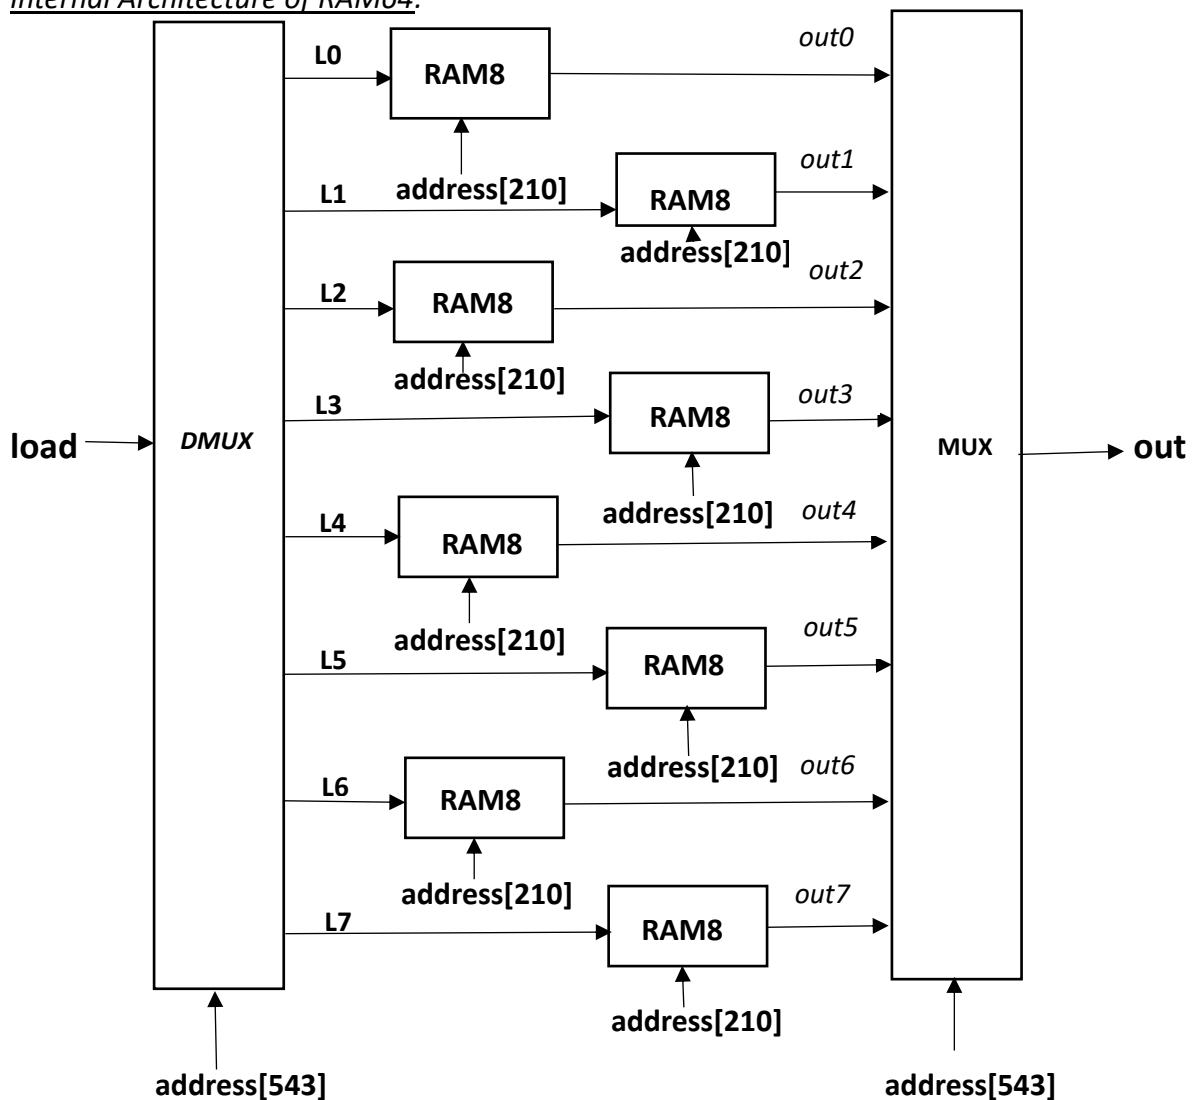 Internal Architecture of RAM64:
L0
RAM8
out0
address[210]
L1
RAM8
out1
address[210]
L2
RAM8
out2
address[210]
L3
RAM8
out3
address[210]
load
DMUX
MUX
out
L4
RAM8
out4
address[210]
L5
RAM8
out5
address[210]
L6
RAM8
out6
address[210]
L7
RAM8
out7
address[210]
address[543]
address[543]